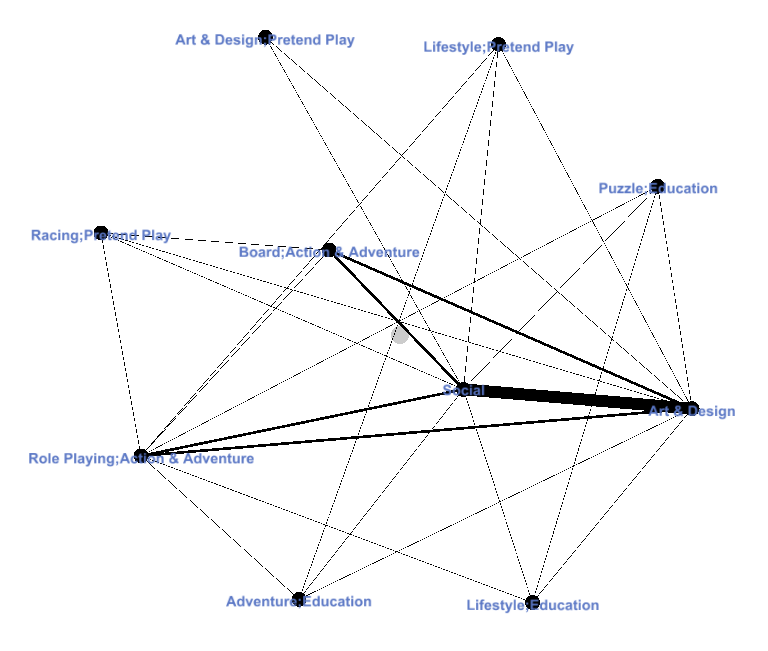 Art & Design;Pretend Play
Lifestyle;Pretend Play
Puzzle;Education
Racing;Pretend Play
Board;Action & Adventure
Social
Art & Design
Role Playing;Action & Adventure
Adventure;Education
Lifestyle;Education